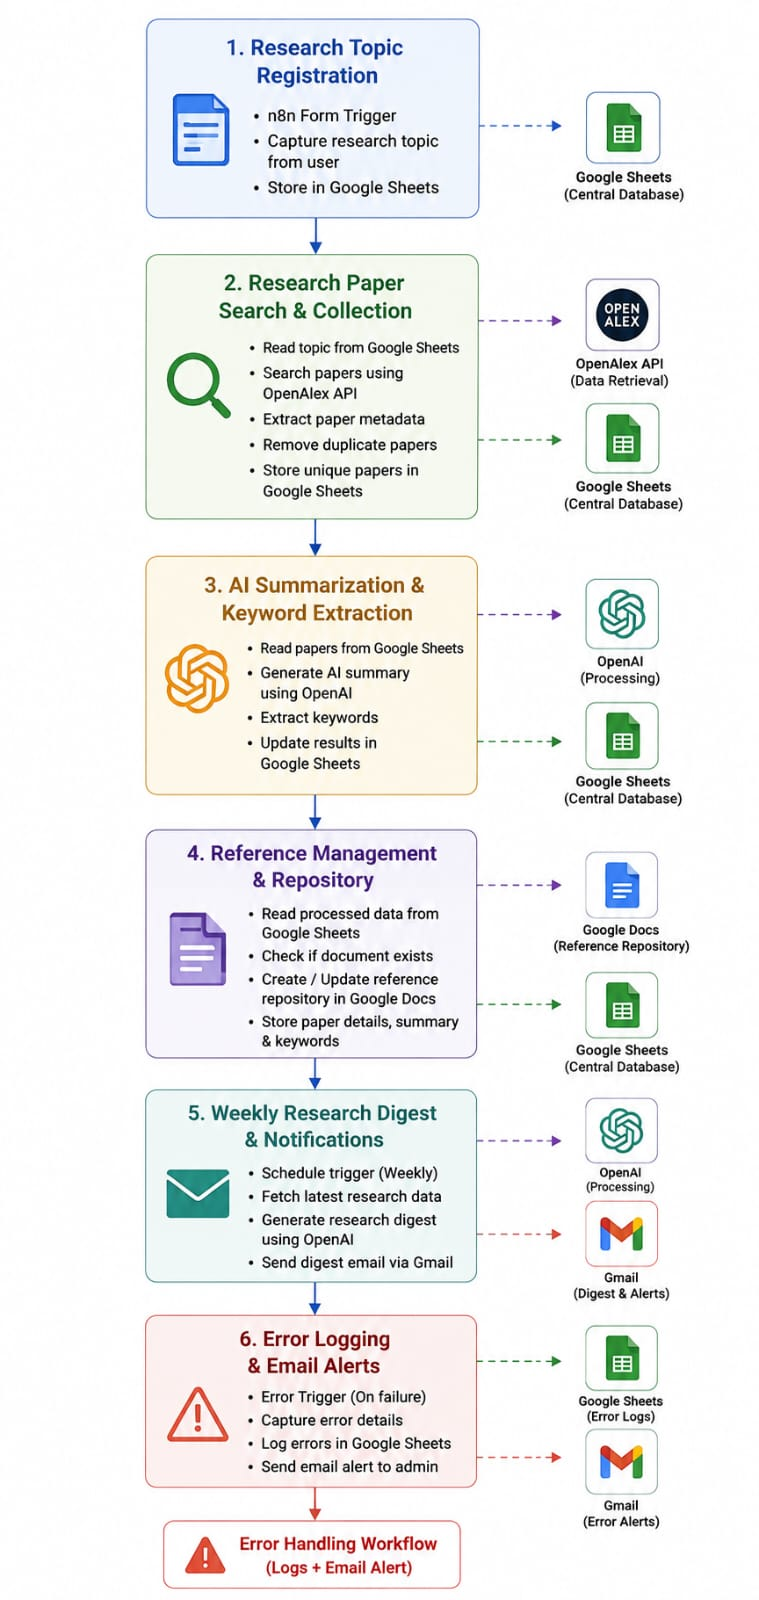 1. Research Topic
Registration
• n8n Form Trigger
• Capture research topic
from user
• Store in Google Sheets
Google Sheets
(Central Database)
2. Research Paper
Search & Collection
• Read topic from Google Sheets
• Search papers using
OpenAlex API
• Extract paper metadata
• Remove duplicate papers
• Store unique papers in
Google Sheets
OPEN
ALEX
OpenAlex API
(Data Retrieval)
Google Sheets
(Central Database)
3. AI Summarization &
Keyword Extraction
• Read papers from Google Sheets
• Generate AI summary
using OpenAI
• Extract keywords
• Update results in
Google Sheets
OpenAI
(Processing)
Google Sheets
(Central Database)
4. Reference Management
& Repository
• Read processed data from
Google Sheets
• Check if document exists
• Create / Update reference
repository in Google Docs
• Store paper details, summary
& keywords
Google Docs
(Reference Repository)
Google Sheets
(Central Database)
5. Weekly Research Digest
& Notifications
• Schedule trigger (Weekly)
• Fetch latest research data
• Generate research digest
using OpenAI
• Send digest email via Gmail
OpenAI
(Processing)
Gmail
(Digest & Alerts)
6. Error Logging
& Email Alerts
• Error Trigger (On failure)
• Capture error details
• Log errors in Google Sheets
• Send email alert to admin
Google Sheets
(Error Logs)
Gmail
(Error Alerts)
Error Handling Workflow
(Logs + Email Alert)